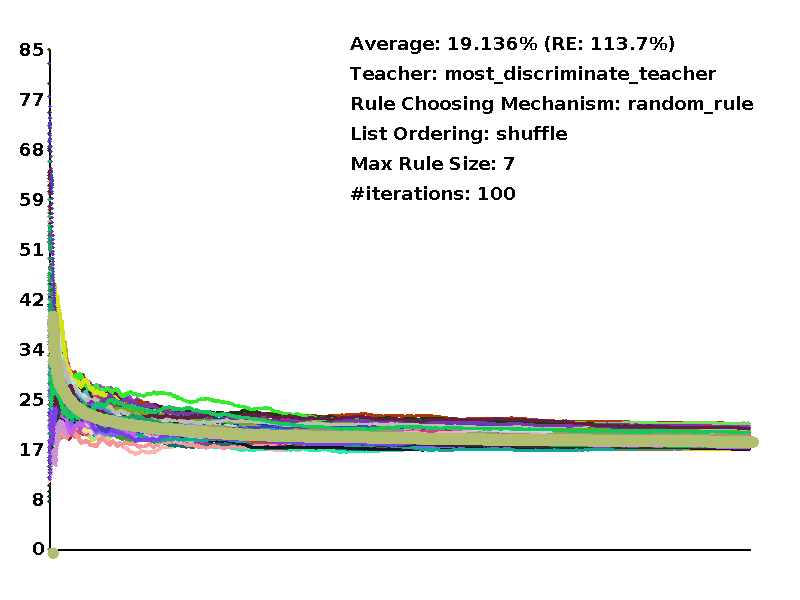 Average: 19.136% (RE: 113.7%)
Teacher: most_discriminate_teacher
Rule Choosing Mechanism: random_rule
List Ordering: shuffle
Max Rule Size: 7
#iterations: 100
85
77
68
59
51
42
34
25
17
8
0